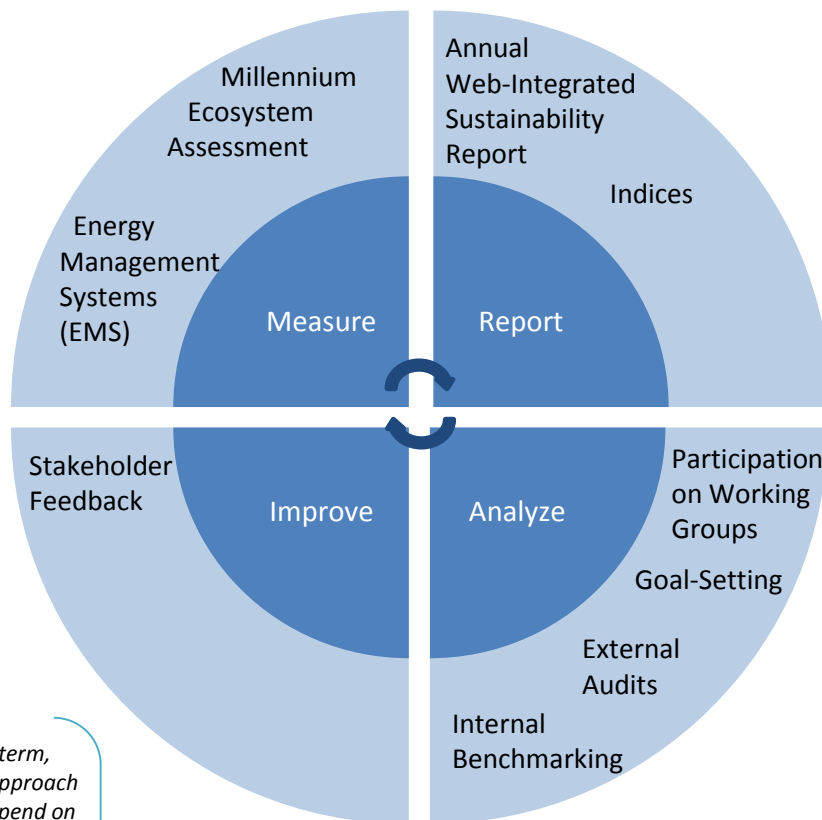 Millennium
Ecosystem
Assessment
Energy
Management
Systems
(EMS)
Measure
Annual
Web-Integrated
Sustainability
Report
Indices
Report
Stakeholder
Feedback
Improve
Analyze
Participation
on Working
Groups
Goal-Setting
External
Audits
Internal
Benchmarking
term,
pproach
pend on